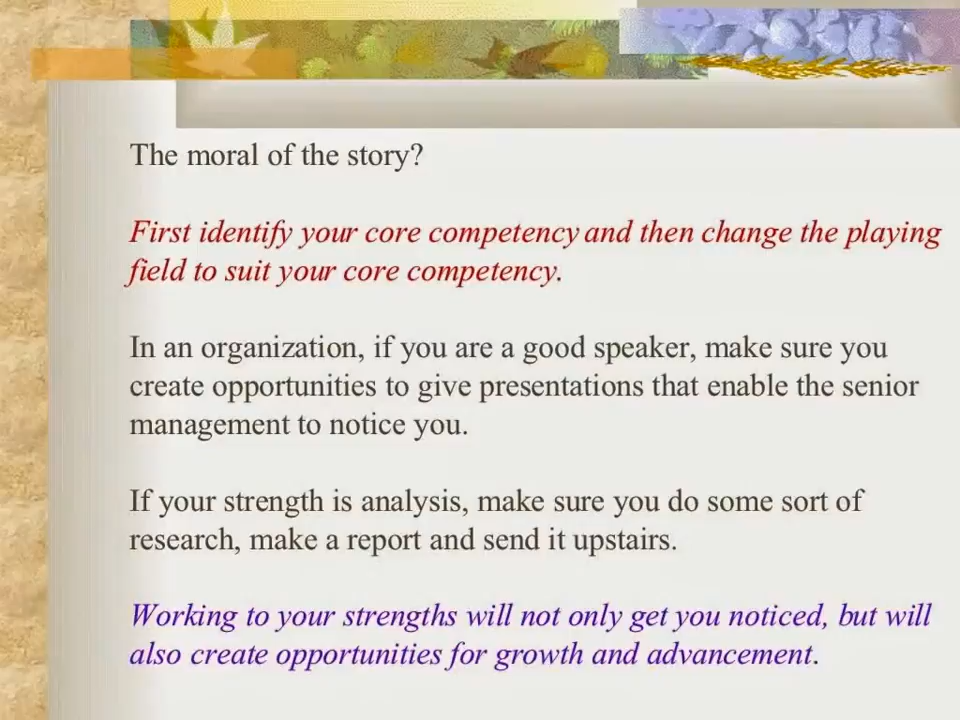 The moral of the story?
First identify your core competency and then change the playing
field to suit your core competency.
In an organization, if you are a good speaker, make sure you
create opportunities to give presentations that enable the senior
management to notice you.
If your strength is analysis, make sure you do some sort of
research, make a report and send it upstairs.
Working to your strengths will not only get you noticed, but will
also create opportunities for growth and advancement.